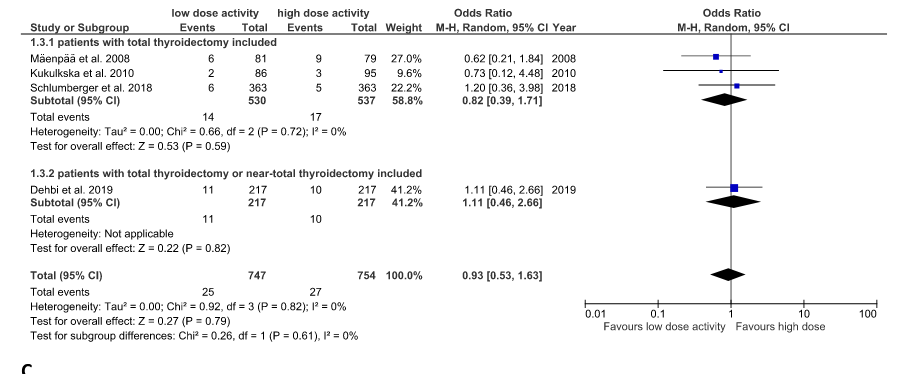 low dose activity high dose activity Odds Ratio Odds Ratio
Study or Subgroup Events Total Events Total Weight M-H, Random, 95% CI Year M-H, Random, 95% CI
1.3.1 patients with total thyroidectomy included
Mäenpää et al. 2008 6 81 9 79 27.0% 0.62 [0.21, 1.84] 2008
Kukulkska et al. 2010 2 86 3 95 9.6% 0.73 [0.12, 4.48] 2010
Schlumberger et al. 2018 6 363 5 363 22.2% 1.20 [0.36, 3.98] 2018
Subtotal (95% CI) 530 537 58.8% 0.82 [0.39, 1.71]
Total events 14 17
Heterogeneity: Tau² = 0.00; Chi² = 0.66, df = 2 (P = 0.72); I² = 0%
Test for overall effect: Z = 0.53 (P = 0.59)
1.3.2 patients with total thyroidectomy or near-total thyroidectomy included
Dehbi et al. 2019 11 217 10 217 41.2% 1.11 [0.46, 2.66] 2019
Subtotal (95% CI) 217 217 41.2% 1.11 [0.46, 2.66]
Total events 11 10
Heterogeneity: Not applicable
Test for overall effect: Z = 0.22 (P = 0.82)
Total (95% CI) 747 754 100.0% 0.93 [0.53, 1.63]
Total events 25 27
Heterogeneity: Tau² = 0.00; Chi² = 0.92, df = 3 (P = 0.82); I² = 0%
Test for overall effect: Z = 0.27 (P = 0.79)
Test for subgroup differences: Chi² = 0.26, df = 1 (P = 0.61), I² = 0%
0.01 0.1 1 10 100
Favours low dose activity Favours high dose
C